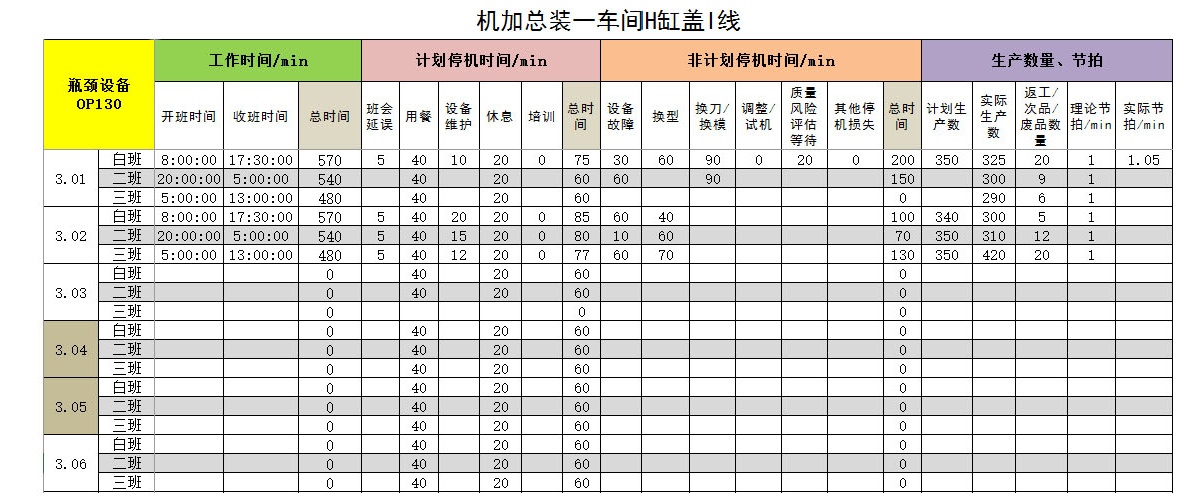 机加总装一车间H缸盖I线
瓶颈设备 OP130 工作时间/min 计划停机时间/min 非计划停机时间/min 生产数量、节拍
开班时间 收班时间 总时间 班会延误 用餐 设备维护 休息 培训 总时间 设备故障 换型 换刀/换模 调整/试机 质量风险评估等待 其他停机损失 总时间 计划生产数 实际生产数 返工/次品/废品数量 理论节拍/min 实际节拍/min
3.01 白班 8:00:00 17:30:00 570 5 40 10 20 0 75 30 60 90 0 20 0 200 350 325 20 1 1.05
二班 20:00:00 5:00:00 540 40 20 60 60 90 150 300 9 1
三班 5:00:00 13:00:00 480 40 20 60 0 290 6 1
3.02 白班 8:00:00 17:30:00 570 5 40 20 20 0 85 60 40 100 340 300 5 1
二班 20:00:00 5:00:00 540 5 40 15 20 0 80 10 60 70 350 310 12 1
三班 5:00:00 13:00:00 480 5 40 12 20 0 77 60 70 130 350 420 20 1
3.03 白班 0 40 20 60 0
二班 0 40 20 60 0
三班 0 0 0
3.04 白班 0 40 20 60 0
二班 0 40 20 60 0
三班 0 40 20 60 0
3.05 白班 0 40 20 60 0
二班 0 40 20 60 0
三班 0 40 20 60 0
3.06 白班 0 40 20 60 0
二班 0 40 20 60 0
三班 0 40 20 60 0